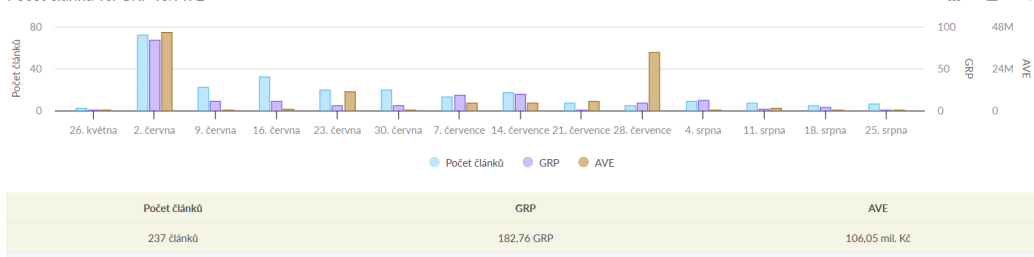 80
40
0
Počet článků
100
50
0
GRP
48M
24M
0
AVE
26. května 2. června 9. června 16. června 23. června 30. června 7. července 14. července 21. července 28. července 4. srpna 11. srpna 18. srpna 25. srpna
Počet článků GRP AVE
Počet článků GRP AVE
237 článků 182,76 GRP 106,05 mil. Kč